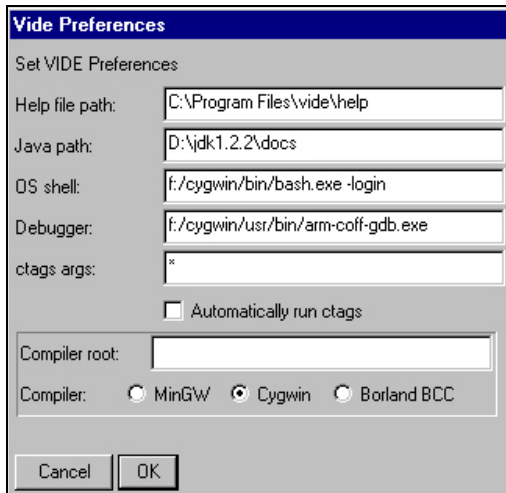 Vide Preferences
Set VIDE Preferences
Help file path: C:\Program Files\vide\help
Java path: D:\jdk1.2.2\docs
OS shell: f:/cygwin/bin/bash.exe -login
Debugger: f:/cygwin/usr/bin/arm-coff-gdb.exe
ctags args: *
Automatically run ctags
Compiler root:
Compiler: MinGW Cygwin Borland BCC
Cancel OK